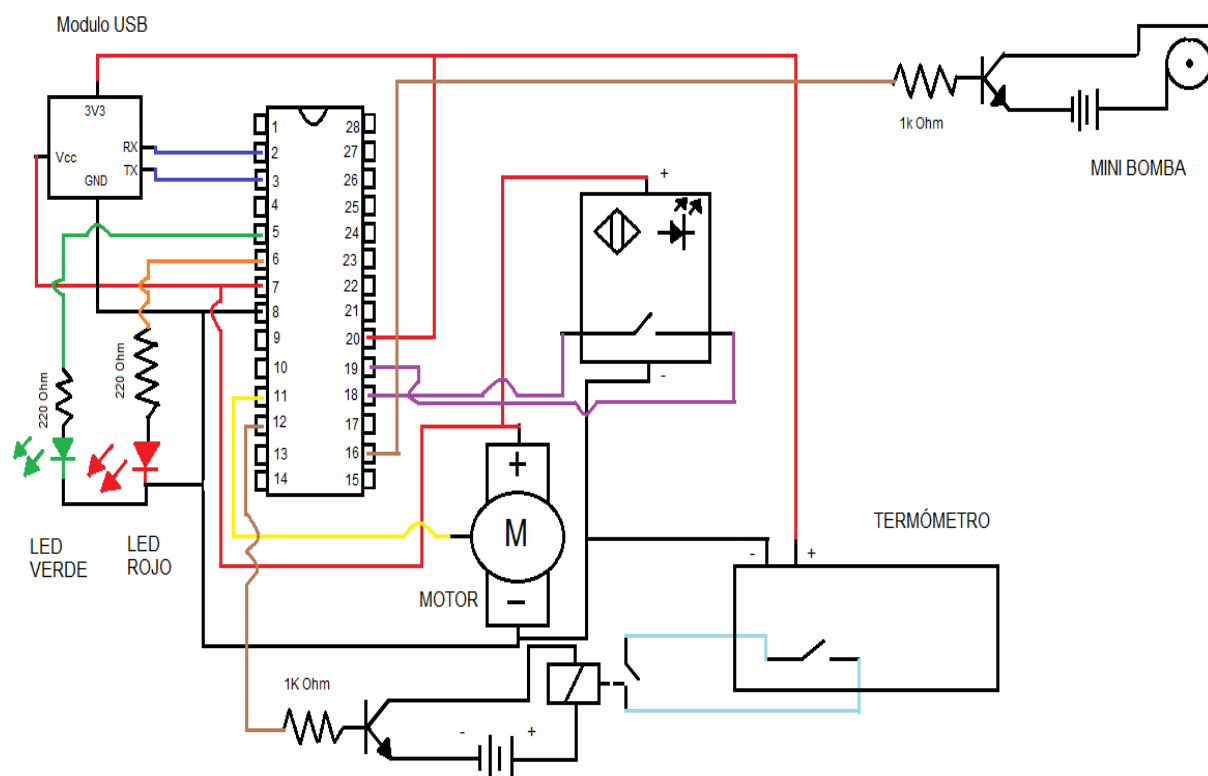 Modulo USB
3V3
RX
Vcc
TX
GND
1
2
3
4
5
6
7
8
9
10
11
12
13
14
28
27
26
25
24
23
22
21
20
19
18
17
16
15
1k Ohm
MINI BOMBA
+
-
220 Ohm
220 Ohm
LED
VERDE
LED
ROJO
+
M
-
MOTOR
TERMÓMETRO
-
+
1K Ohm
-
+